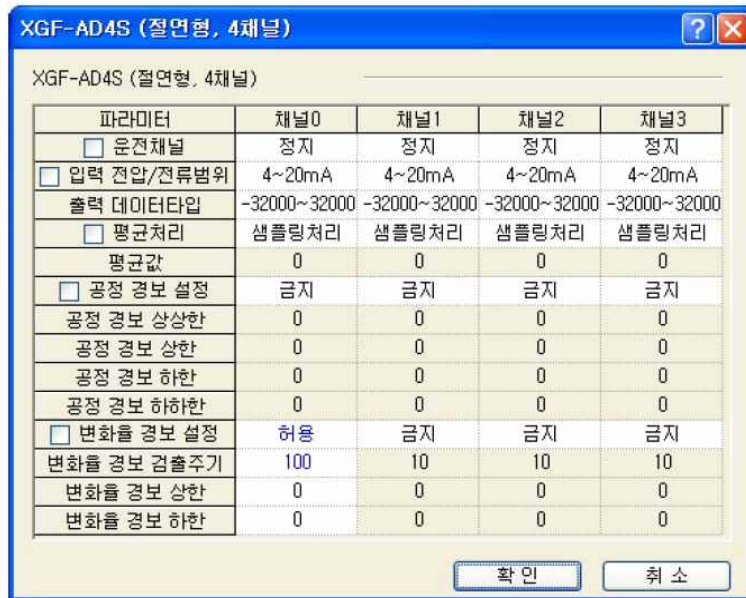 XGF-AD4S (절연형, 4채널)
XGF-AD4S (절연형, 4채널)
파라미터 채널0 채널1 채널2 채널3
운전채널 정지 정지 정지 정지
입력 전압/전류범위 4~20mA 4~20mA 4~20mA 4~20mA
출력 데이터타입 -32000~32000 -32000~32000 -32000~32000 -32000~32000
평균처리 샘플링처리 샘플링처리 샘플링처리 샘플링처리
평균값 0 0 0 0
공정 경보 설정 금지 금지 금지 금지
공정 경보 상상한 0 0 0 0
공정 경보 상한 0 0 0 0
공정 경보 하한 0 0 0 0
공정 경보 하하한 0 0 0 0
변화율 경보 설정 허용 금지 금지 금지
변화율 경보 검출주기 100 10 10 10
변화율 경보 상한 0 0 0 0
변화율 경보 하한 0 0 0 0
확인 취소